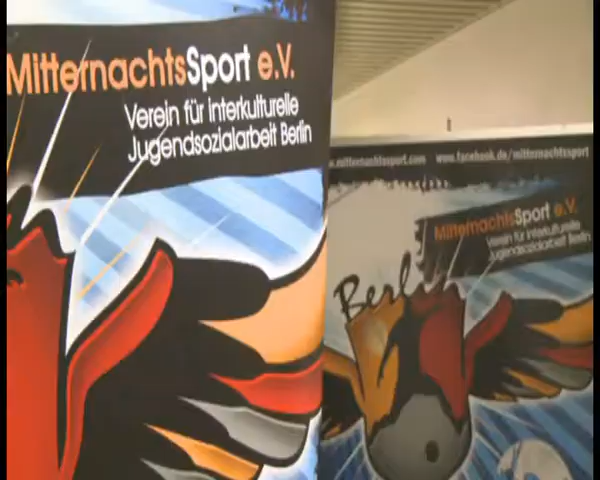 MitternachtsSport e.V.
Verein für interkulturelle
Jugendsozialarbeit Berlin
www.mitternachtssport.com www.facebook.de/mitternachtssport
MitternachtsSport e.V.
Verein für interkulturelle
Jugendsozialarbeit Berlin
Berlin